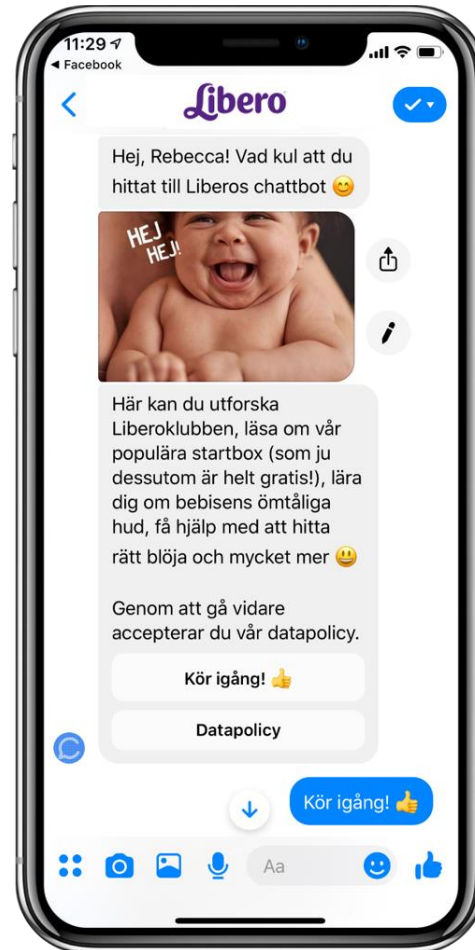 11:29
◀ Facebook
Libero
Hej, Rebecca! Vad kul att du
hittat till Liberos chattbot 😊
HEJ
HEJ!
Här kan du utforska
Liberoklubben, läsa om vår
populära startbox (som ju
dessutom är helt gratis!), lära
dig om bebisens ömtåliga
hud, få hjälp med att hitta
rätt blöja och mycket mer 😃
Genom att gå vidare
accepterar du vår datapolicy.
Kör igång! 👍
Datapolicy
Kör igång! 👍
Aa